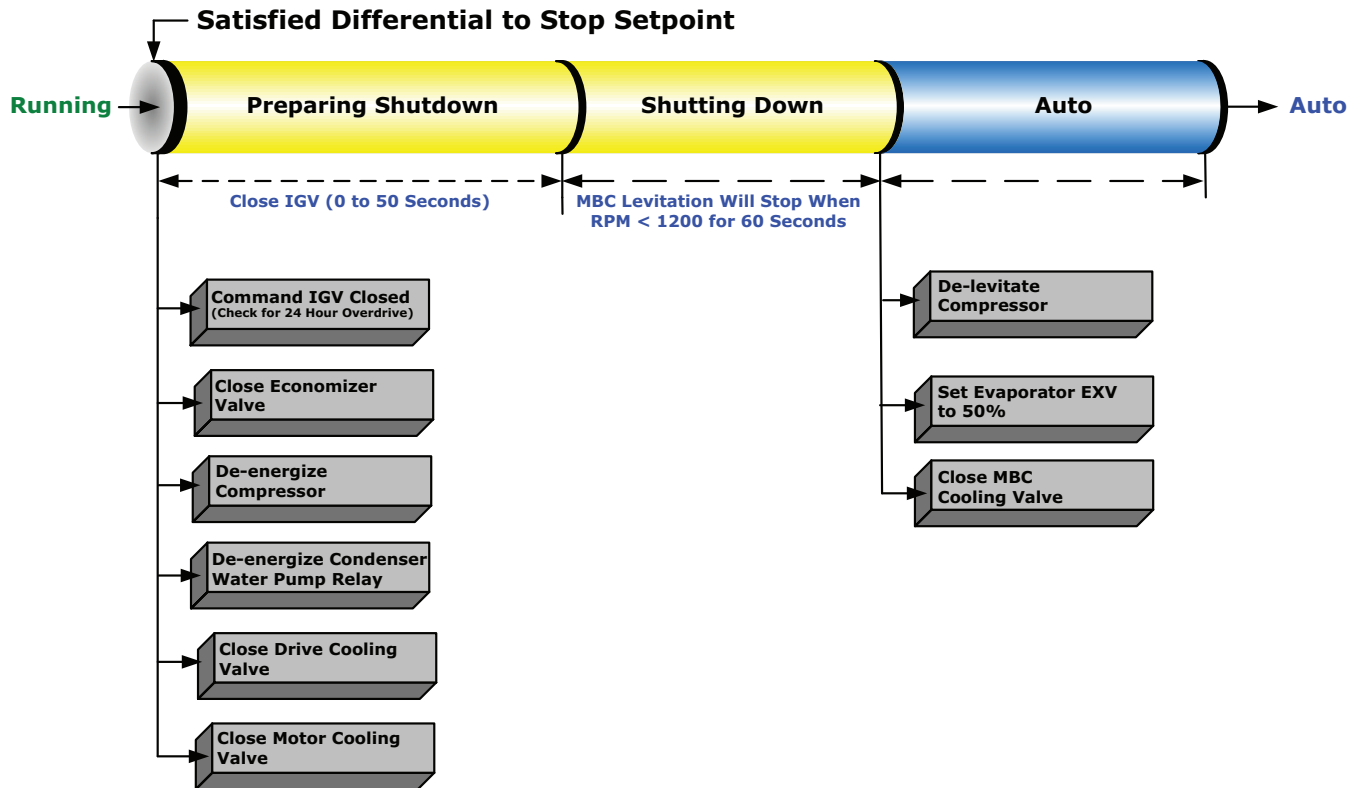 Satisfied Differential to Stop Setpoint
Running
Preparing Shutdown
Shutting Down
Auto
Auto
Close IGV (0 to 50 Seconds)
MBC Levitation Will Stop When
RPM < 1200 for 60 Seconds
Command IGV Closed
(Check for 24 Hour Overdrive)
Close Economizer
Valve
De-energize
Compressor
De-energize Condenser
Water Pump Relay
Close Drive Cooling
Valve
Close Motor Cooling
Valve
De-levitate
Compressor
Set Evaporator EXV
to 50%
Close MBC
Cooling Valve